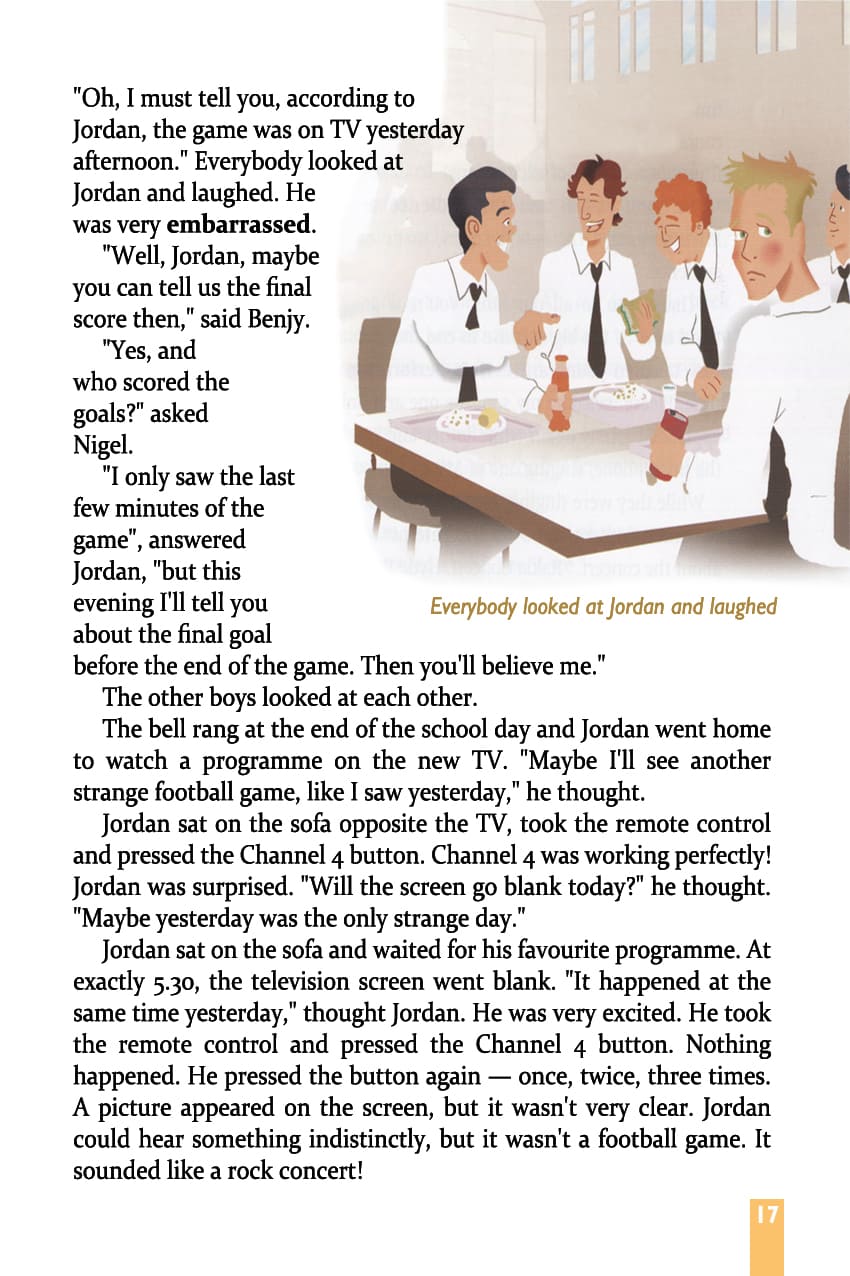 "Oh, I must tell you, according to
Jordan, the game was on TV yesterday
afternoon." Everybody looked at
Jordan and laughed. He
was very embarrassed.
"Well, Jordan, maybe
you can tell us the final
score then," said Benjy.
"Yes, and
who scored the
goals?" asked
Nigel.
"I only saw the last
few minutes of the
game", answered
Jordan, "but this
evening I'll tell you
about the final goal
before the end of the game. Then you'll believe me."
Everybody looked at Jordan and laughed
The other boys looked at each other.
The bell rang at the end of the school day and Jordan went home
to watch a programme on the new TV. "Maybe I'll see another
strange football game, like I saw yesterday," he thought.
Jordan sat on the sofa opposite the TV, took the remote control
and pressed the Channel 4 button. Channel 4 was working perfectly!
Jordan was surprised. "Will the screen go blank today?" he thought.
"Maybe yesterday was the only strange day."
Jordan sat on the sofa and waited for his favourite programme. At
exactly 5.30, the television screen went blank. "It happened at the
same time yesterday," thought Jordan. He was very excited. He took
the remote control and pressed the Channel 4 button. Nothing
happened. He pressed the button again — once, twice, three times.
A picture appeared on the screen, but it wasn't very clear. Jordan
could hear something indistinctly, but it wasn't a football game. It
sounded like a rock concert!
17